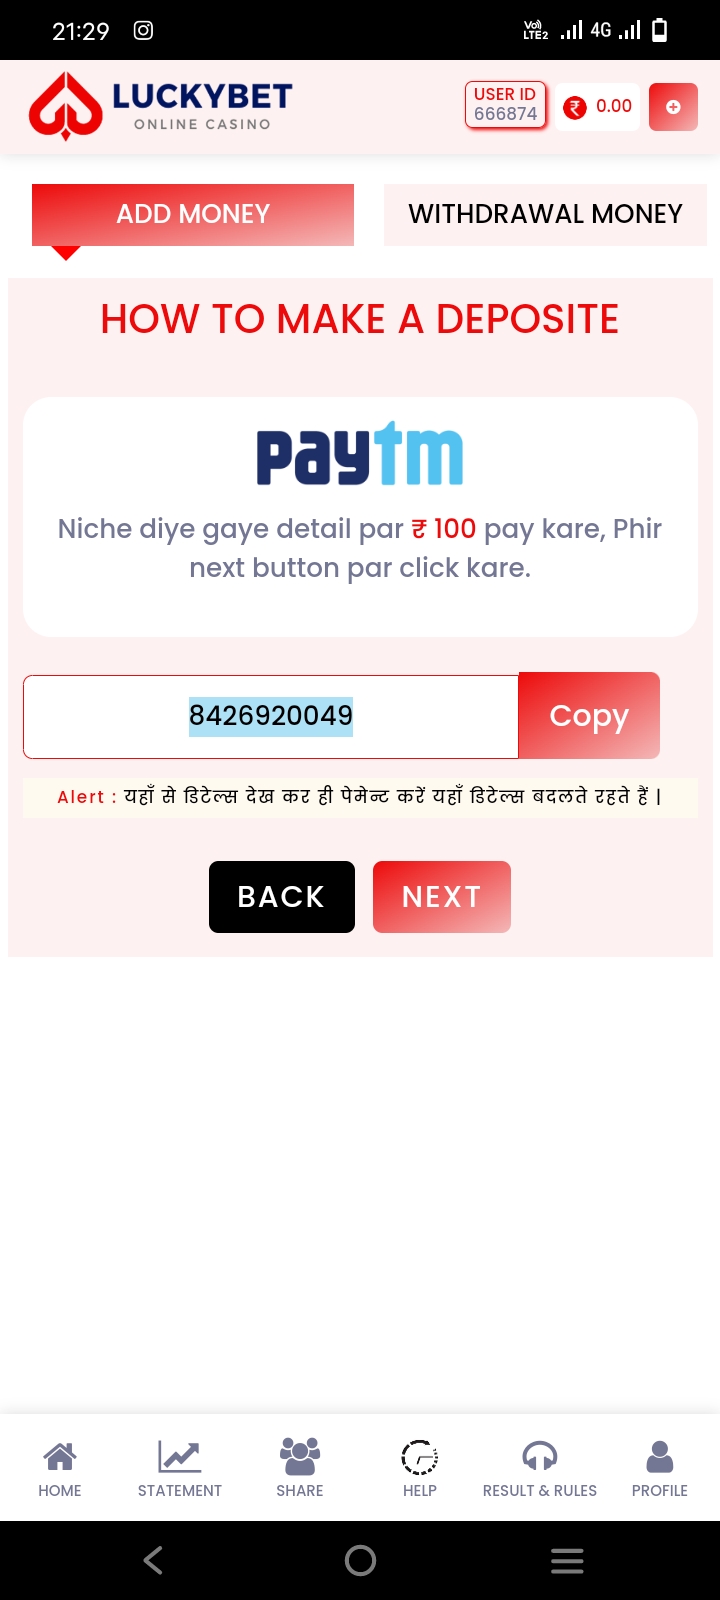 21:29
Vo) LTE2 4G
LUCKYBET
ONLINE CASINO
USER ID
666874
₹ 0.00
ADD MONEY
WITHDRAWAL MONEY
HOW TO MAKE A DEPOSITE
paytm
Niche diye gaye detail par ₹ 100 pay kare, Phir
next button par click kare.
8426920049
Copy
Alert : यहाँ से डिटेल्स देख कर ही पेमेन्ट करें यहाँ डिटेल्स बदलते रहते हैं |
BACK
NEXT
HOME
STATEMENT
SHARE
HELP
RESULT & RULES
PROFILE